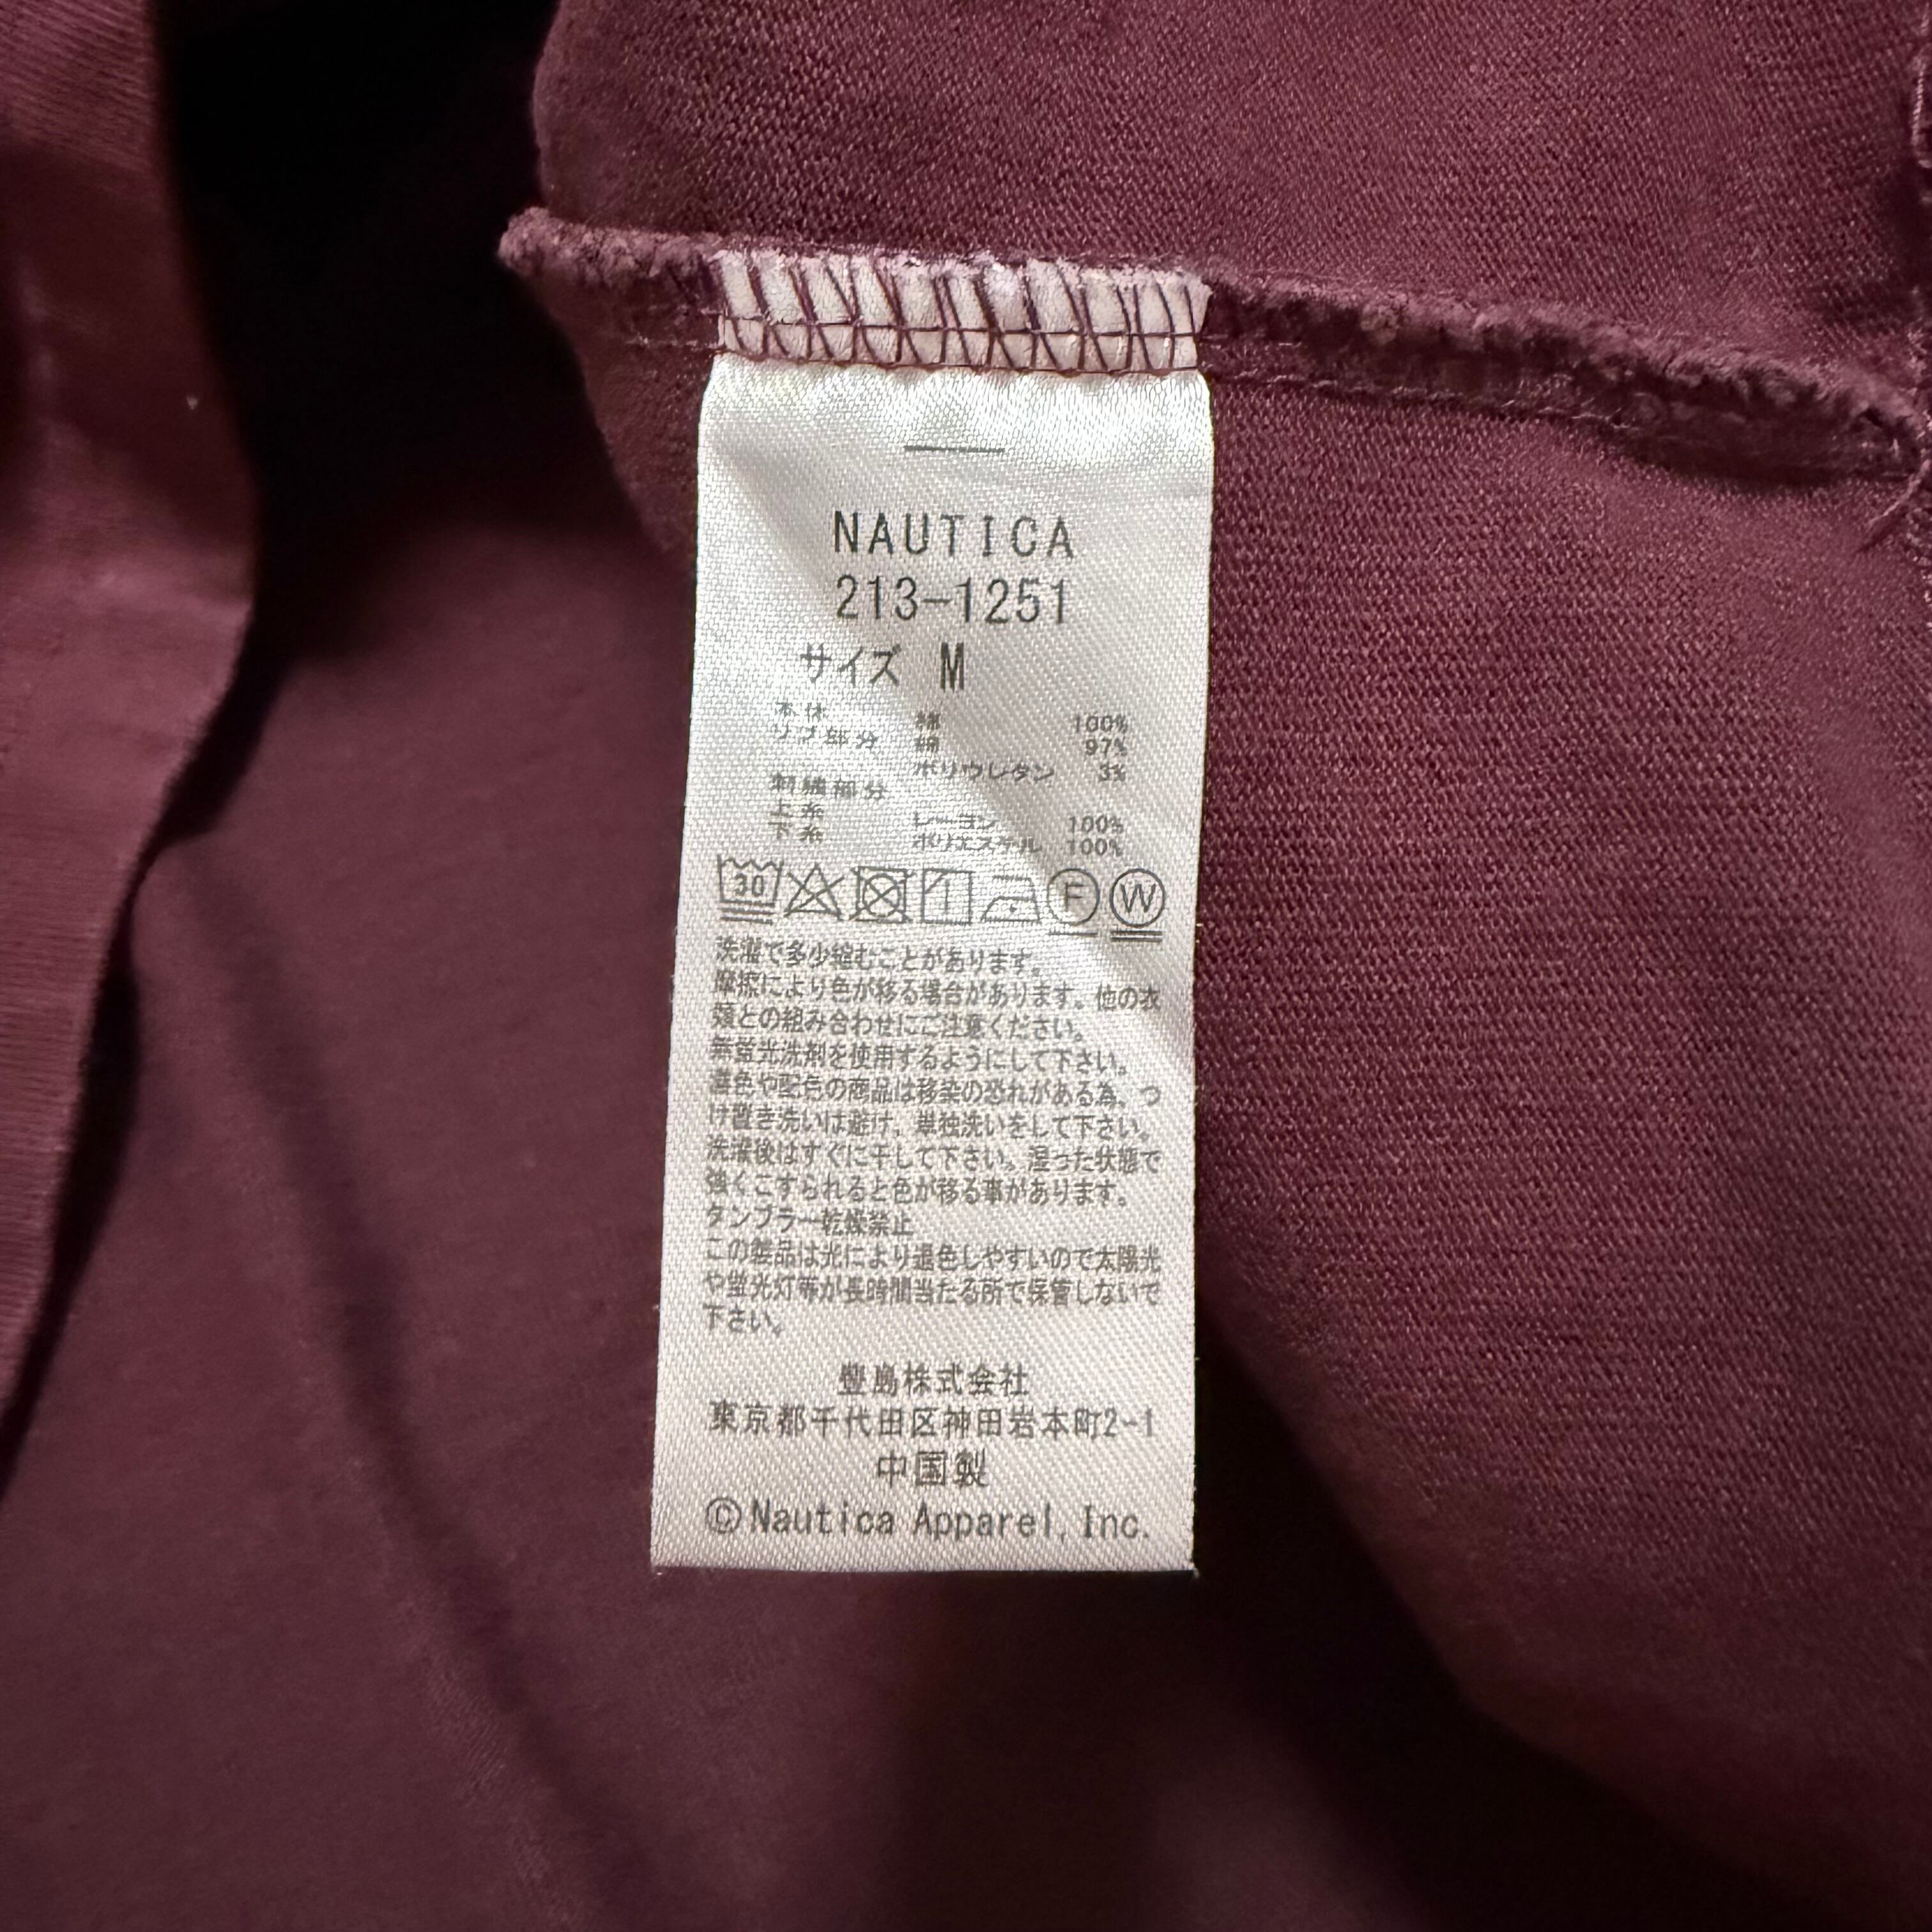 NAUTICA
213-1251
サイズ M
本体 綿 100%
リブ部分 綿 97%
ポリウレタン 3%
刺繍部分
上糸 レーヨン 100%
下糸 ポリエステル 100%
30 F W
洗濯で多少縮むことがあります。
摩擦により色が移る場合があります。他の衣
類との組み合わせにご注意ください。
無蛍光洗剤を使用するようにして下さい。
濃色や配色の商品は移染の恐れがある為、つ
け置き洗いは避け、単独洗いをして下さい。
洗濯後はすぐに干して下さい。湿った状態で
強くこすられると色が移る事があります。
タンブラー乾燥禁止
この製品は光により退色しやすいので太陽光
や蛍光灯等が長時間当たる所で保管しないで
下さい。
豊島株式会社
東京都千代田区神田岩本町2-1
中国製
©Nautica Apparel, Inc.